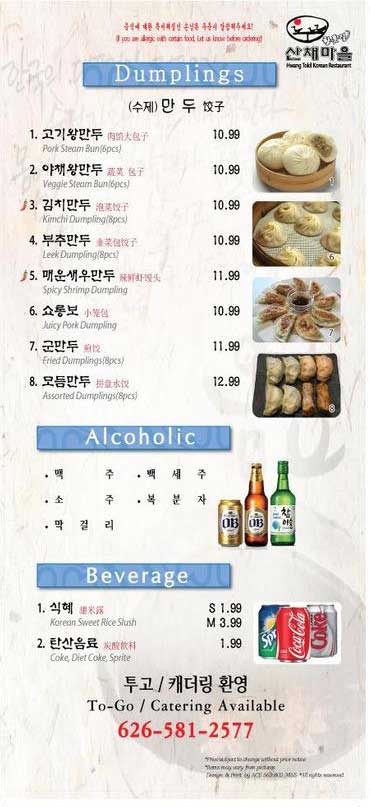 음식에 대한 특이체질인 손님은 주문시 말씀해주세요!
(If you are allergic with certain food, Let us know before ordering)
산채마을
Hwang Tokil Korean Restaurant
Dumplings
(수제) 만 두 饺子
1. 고기왕만두 肉馅大包子 10.99
Pork Steam Bun(6pcs)
2. 야채왕만두 蔬菜 包子 10.99
Veggie Steam Bun(6pcs)
3. 김치만두 泡菜饺子 10.99
Kimchi Dumpling(8pcs)
4. 부추만두 韭菜包饺子 10.99
Leek Dumpling(8pcs)
5. 매운새우만두 辣鲜虾馒头 11.99
Spicy Shrimp Dumpling
6. 쇼롱보 小笼包 10.99
Juicy Pork Dumpling
7. 군만두 煎饺 11.99
Fried Dumplings(8pcs)
8. 모듬만두 拼盘水饺 12.99
Assorted Dumplings(8pcs)
1
6
7
8
Alcoholic
• 맥 주 • 백 세 주
• 소 주 • 복 분 자
• 막 걸 리
OB
OB
참이슬
Beverage
1. 식혜 甜米露 S 1.99
Korean Sweet Rice Slush M 3.99
2. 탄산음료 炭酸飲料 1.99
Coke, Diet Coke, Sprite
Sprite
Coca-Cola
Coke
투고 / 캐더링 환영
To-Go / Catering Available
626-581-2577
*Price subject to change without prior notice
*Items may vary from pictures